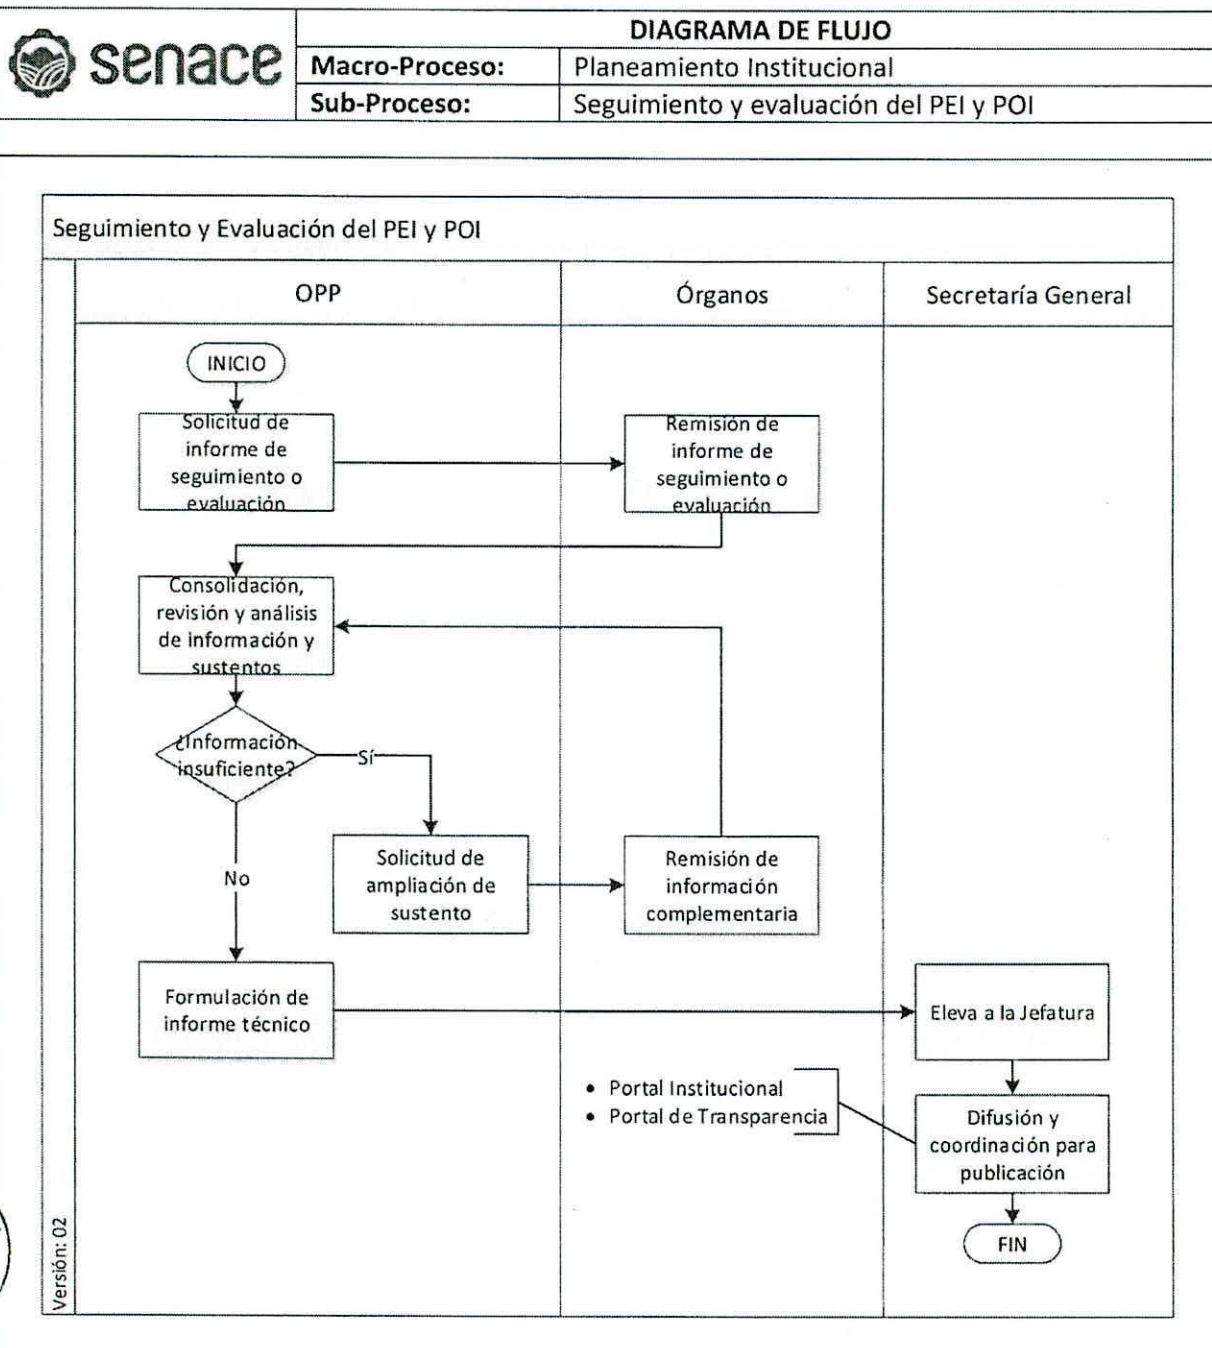 senace
DIAGRAMA DE FLUJO
Macro-Proceso:
Planeamiento Institucional
Sub-Proceso:
Seguimiento y evaluación del PEI y POI
Seguimiento y Evaluación del PEI y POI
OPP
Órganos
Secretaría General
INICIO
Solicitud de
informe de
seguimiento o
evaluación
Remisión de
informe de
seguimiento o
evaluación
Consolidación,
revisión y análisis
de información y
sustentos
¿Información
insuficiente?
Sí
No
Solicitud de
ampliación de
sustento
Remisión de
información
complementaria
Formulación de
informe técnico
Eleva a la Jefatura
• Portal Institucional
• Portal de Transparencia
Difusión y
coordinación para
publicación
FIN
Versión: 02